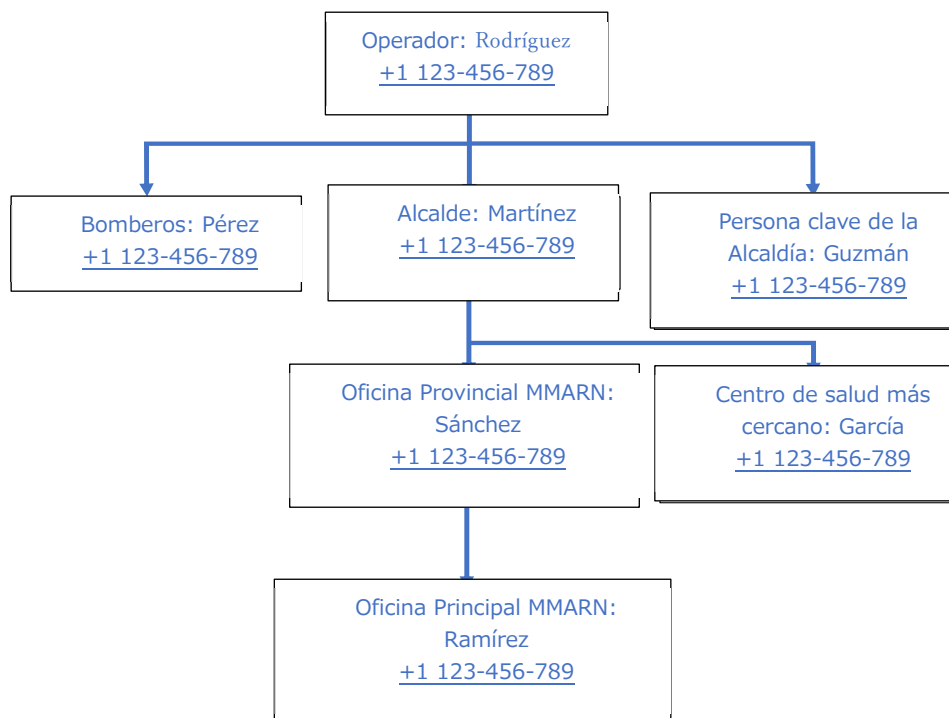 Operador: Rodríguez
+1 123-456-789
Bomberos: Pérez
+1 123-456-789
Alcalde: Martínez
+1 123-456-789
Persona clave de la
Alcaldía: Guzmán
+1 123-456-789
Oficina Provincial MMARN:
Sánchez
+1 123-456-789
Centro de salud más
cercano: García
+1 123-456-789
Oficina Principal MMARN:
Ramírez
+1 123-456-789